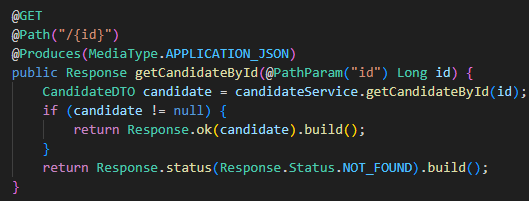 @GET
@Path("/{id}")
@Produces(MediaType.APPLICATION_JSON)
public Response getCandidateById(@PathParam("id") Long id) {
    CandidateDTO candidate = candidateService.getCandidateById(id);
    if (candidate != null) {
        return Response.ok(candidate).build();
    }
    return Response.status(Response.Status.NOT_FOUND).build();
}